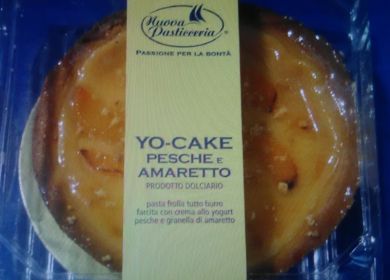 Nuova
Pasticceria
PASSIONE PER LA BONTÀ
YO-CAKE
PESCHE E
AMARETTO
PRODOTTO DOLCIARIO
pasta frolla tutto burro
farcita con crema allo yogurt
pesche e granella di amaretto